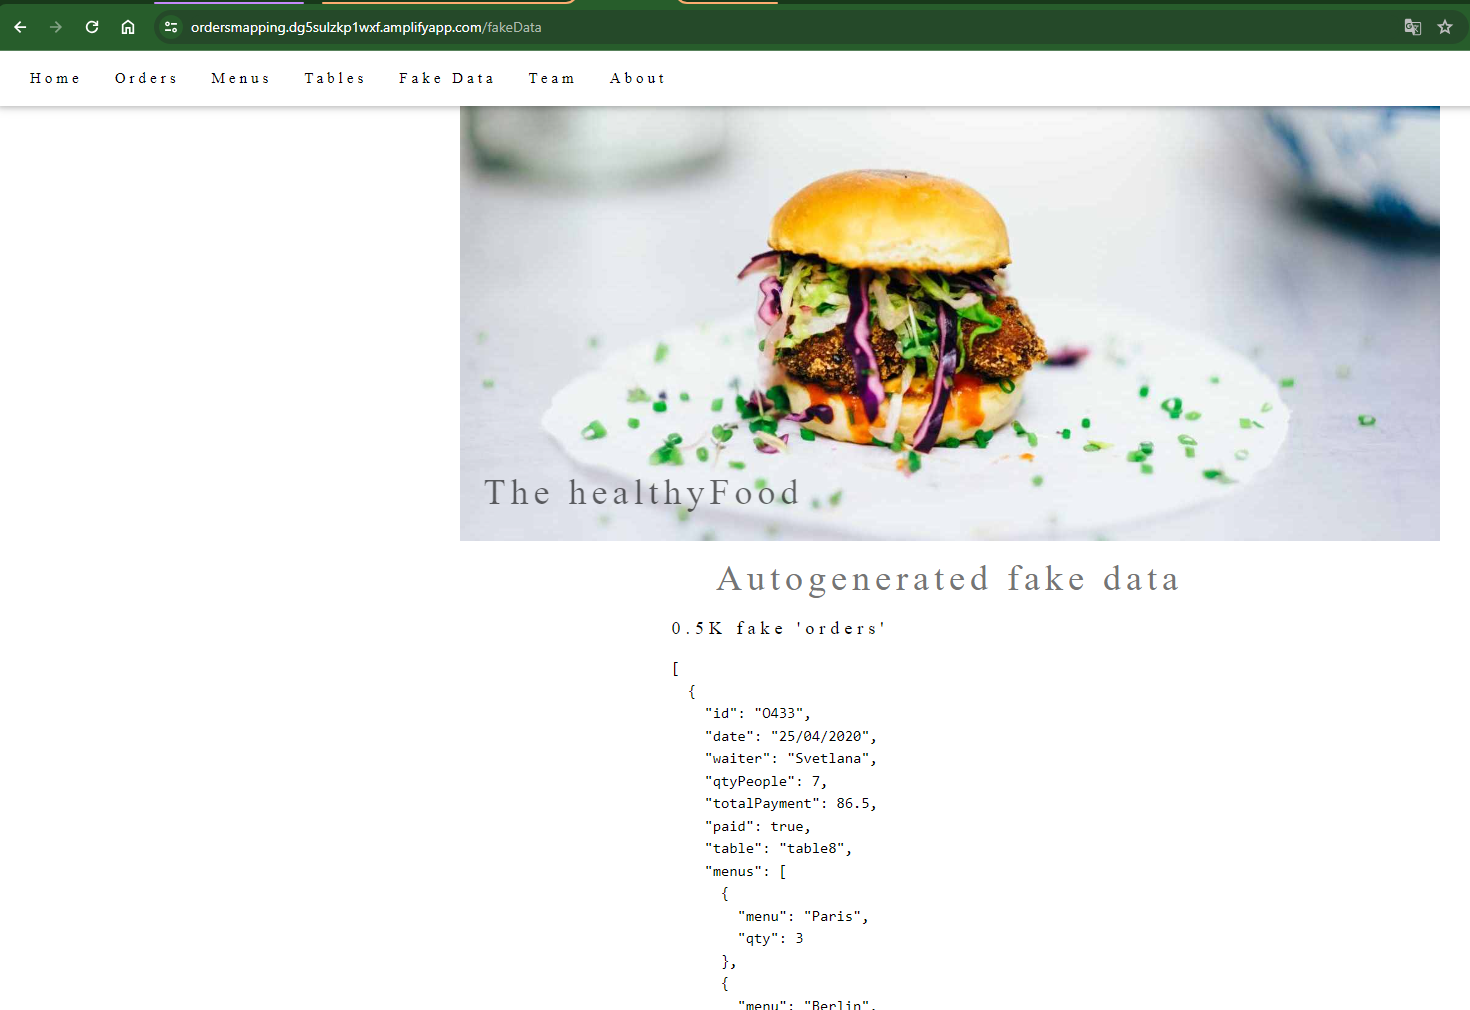 ordersmapping.dg5sulzkp1wxf.amplifyapp.com/fakeData
Home Orders Menus Tables Fake Data Team About
The healthyFood
Autogenerated fake data
0.5K fake 'orders'
[
{
"id": "O433",
"date": "25/04/2020",
"waiter": "Svetlana",
"qtyPeople": 7,
"totalPayment": 86.5,
"paid": true,
"table": "table8",
"menus": [
{
"menu": "Paris",
"qty": 3
},
{
"menu": "Berlin",